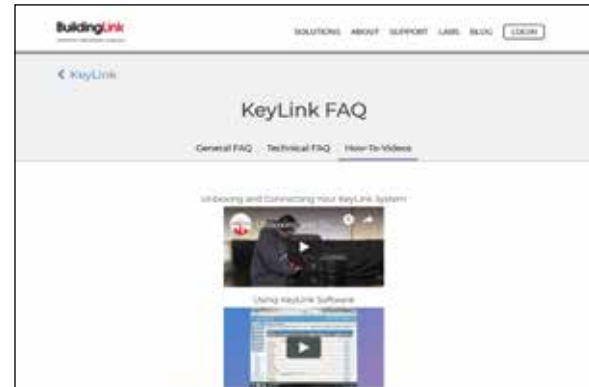 BuildingLink
SOLUTIONS ABOUT SUPPORT LABS BLOG LOGIN
KeyLink
KeyLink FAQ
General FAQ Technical FAQ How-To Videos
Unboxing and Connecting Your KeyLink System
Using KeyLink Software